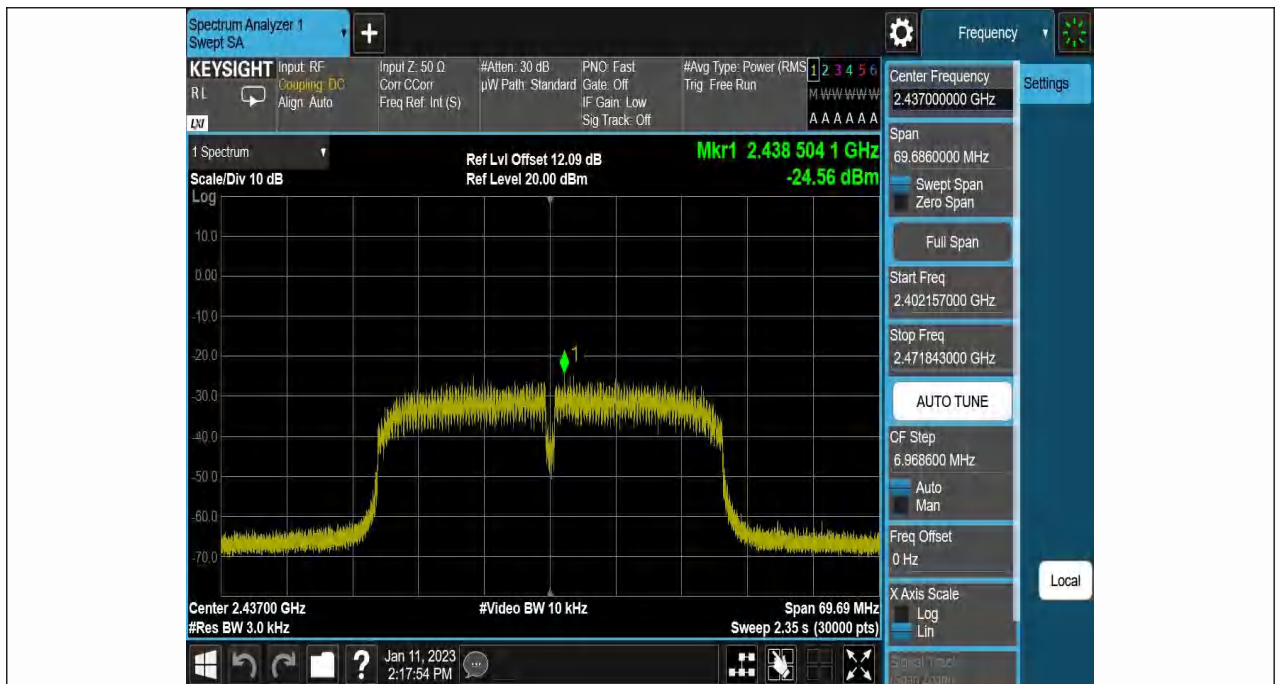 Spectrum Analyzer 1
Swept SA
+
Frequency
KEYSIGHT
RL
LXI
Input: RF
Coupling: DC
Align: Auto
Input Z: 50 Ω
Corr CCorr
Freq Ref: Int (S)
#Atten: 30 dB
µW Path: Standard
PNO: Fast
Gate: Off
IF Gain: Low
Sig Track: Off
#Avg Type: Power (RMS
Trig: Free Run
1 2 3 4 5 6
M W W W W W
A A A A A A
Center Frequency
2.437000000 GHz
Settings
Span
69.6860000 MHz
Swept Span
Zero Span
Full Span
Start Freq
2.402157000 GHz
Stop Freq
2.471843000 GHz
AUTO TUNE
CF Step
6.968600 MHz
Auto
Man
Freq Offset
0 Hz
X Axis Scale
Log
Lin
Signal Track
(Span Zoom)
Local
1 Spectrum
Scale/Div 10 dB
Log
Ref Lvl Offset 12.09 dB
Ref Level 20.00 dBm
Mkr1 2.438 504 1 GHz
-24.56 dBm
10.0
0.00
-10.0
-20.0
-30.0
-40.0
-50.0
-60.0
-70.0
1
Center 2.43700 GHz
#Res BW 3.0 kHz
#Video BW 10 kHz
Span 69.69 MHz
Sweep 2.35 s (30000 pts)
?
Jan 11, 2023
2:17:54 PM